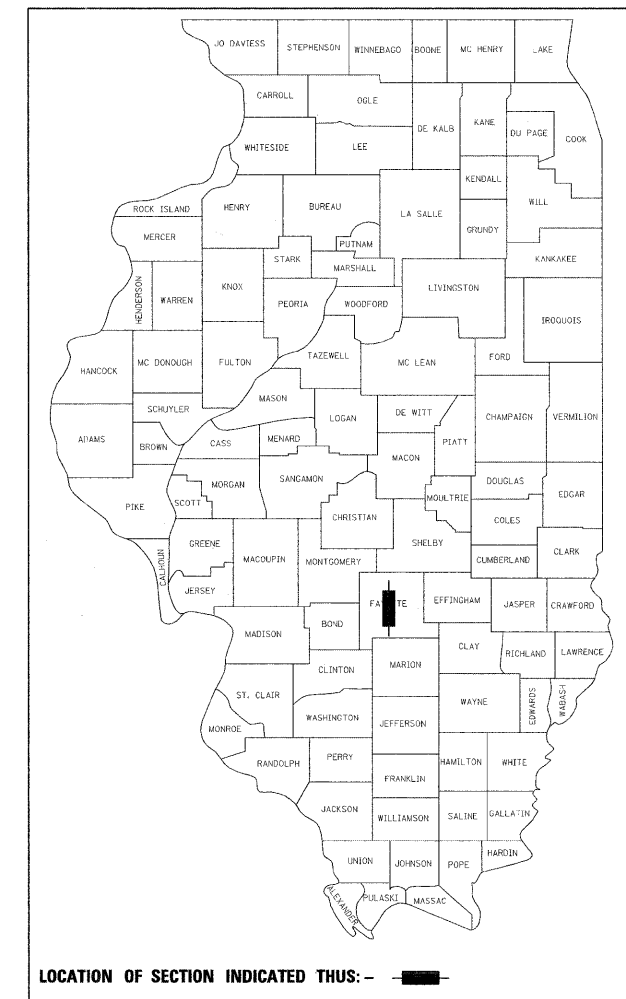 JO DAVIESS STEPHENSON WINNEBAGO BOONE MC HENRY LAKE
CARROLL OGLE DE KALB KANE DU PAGE COOK
WHITESIDE LEE KENDALL WILL
ROCK ISLAND HENRY BUREAU LA SALLE GRUNDY
MERCER PUTNAM KANKAKEE
HENDERSON WARREN KNOX STARK MARSHALL LIVINGSTON
PEORIA WOODFORD IROQUOIS
HANCOCK MC DONOUGH FULTON TAZEWELL MC LEAN FORD
MASON
SCHUYLER LOGAN DE WITT CHAMPAIGN VERMILION
ADAMS BROWN CASS MENARD PIATT
MACON
MORGAN SANGAMON DOUGLAS EDGAR
PIKE SCOTT CHRISTIAN MOULTRIE COLES
GREENE MACOUPIN MONTGOMERY SHELBY CUMBERLAND CLARK
CALHOUN JERSEY
FA TE EFFINGHAM JASPER CRAWFORD
MADISON BOND
CLINTON MARION CLAY RICHLAND LAWRENCE
ST. CLAIR WAYNE EDWARDS WABASH
MONROE WASHINGTON JEFFERSON
RANDOLPH PERRY HAMILTON WHITE
FRANKLIN
JACKSON WILLIAMSON SALINE GALLATIN
UNION JOHNSON POPE HARDIN
ALEXANDER PULASKI MASSAC
LOCATION OF SECTION INDICATED THUS: -